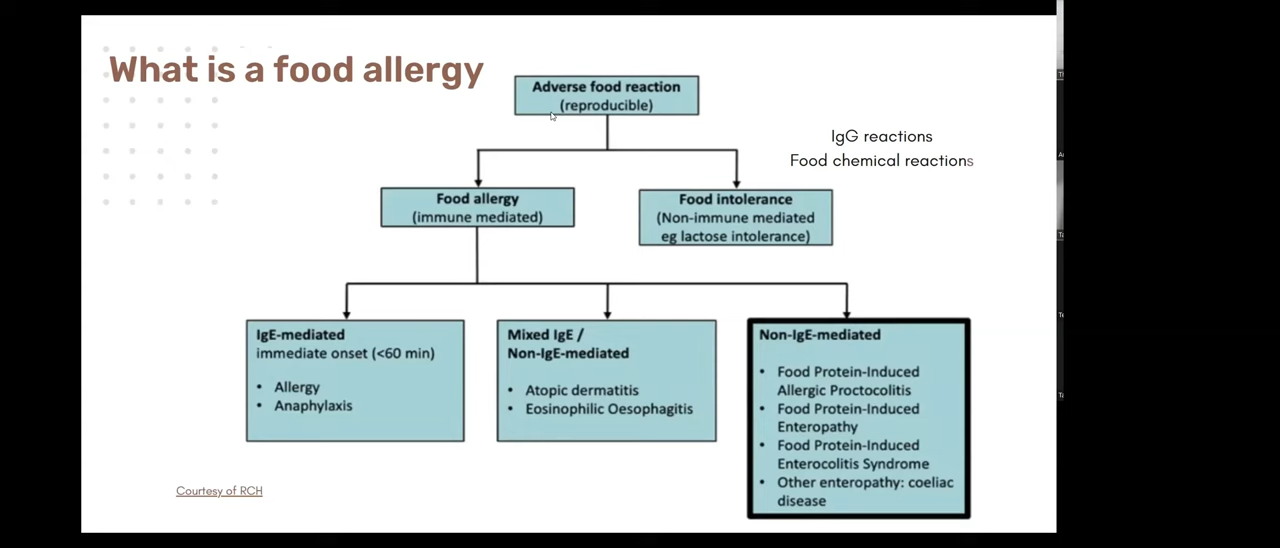 What is a food allergy
Adverse food reaction
(reproducible)
IgG reactions
Food chemical reactions
Food allergy
(immune mediated)
Food intolerance
(Non-immune mediated
eg lactose intolerance)
IgE-mediated
immediate onset (<60 min)
• Allergy
• Anaphylaxis
Mixed IgE /
Non-IgE-mediated
• Atopic dermatitis
• Eosinophilic Oesophagitis
Non-IgE-mediated
• Food Protein-Induced
Allergic Proctocolitis
• Food Protein-Induced
Enteropathy
• Food Protein-Induced
Enterocolitis Syndrome
• Other enteropathy: coeliac
disease
Courtesy of RCH